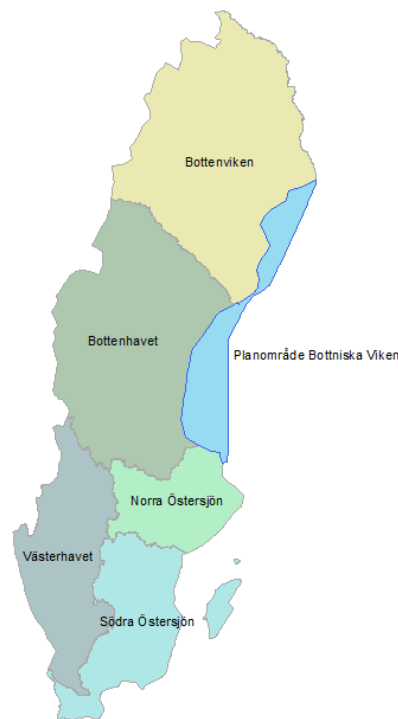 Bottenviken
Bottenhavet
Planområde Bottniska Viken
Norra Östersjön
Västerhavet
Södra Östersjön